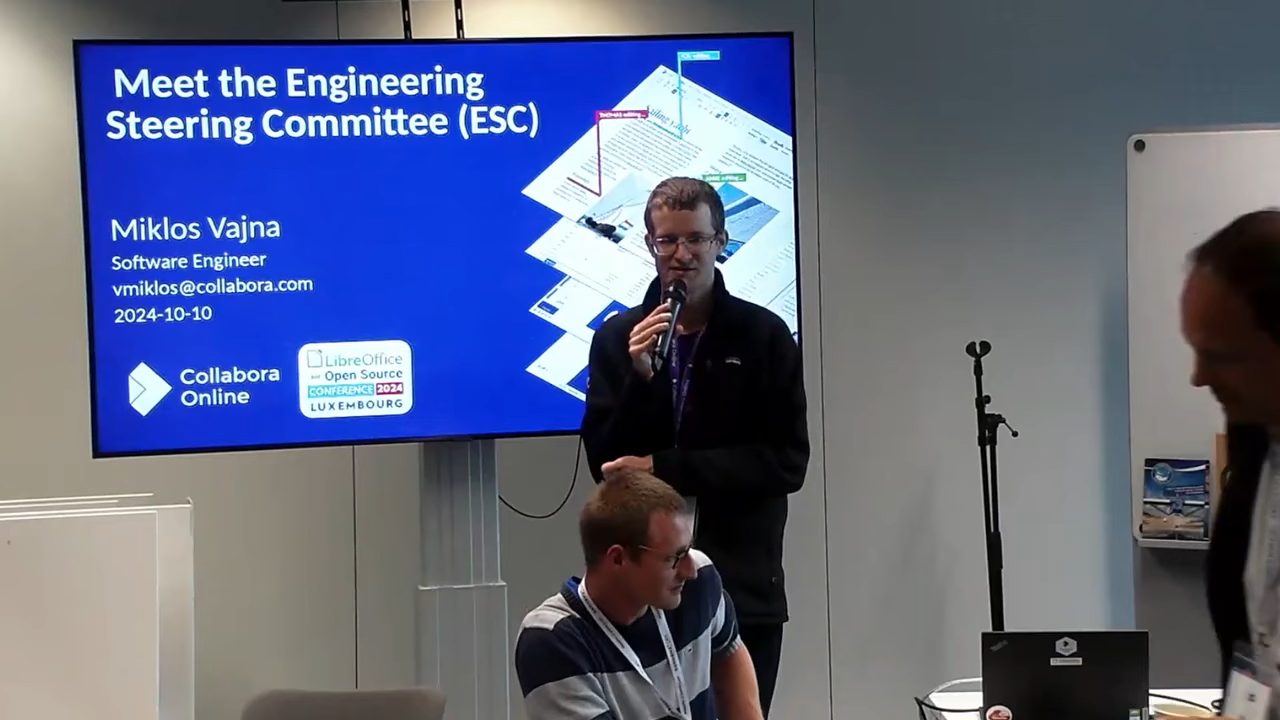 Meet the Engineering
Steering Committee (ESC)
Miklos Vajna
Software Engineer
vmiklos@collabora.com
2024-10-10
Collabora
Online
LibreOffice
Open Source
CONFERENCE 2024
LUXEMBOURG